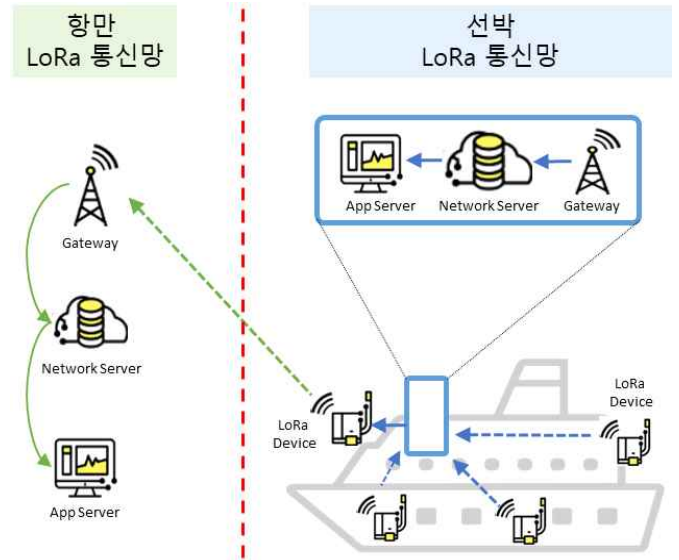 항만
LoRa 통신망
선박
LoRa 통신망
App Server
Network Server
Gateway
Gateway
Network Server
App Server
LoRa
Device
LoRa
Device